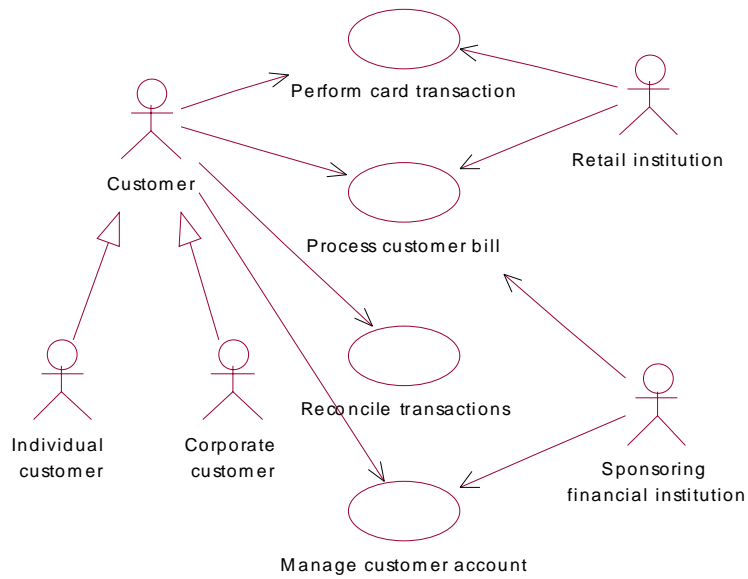 Perform card transaction
Customer
Retail institution
Process customer bill
Individual
customer
Corporate
customer
Reconcile transactions
Sponsoring
financial institution
Manage customer account